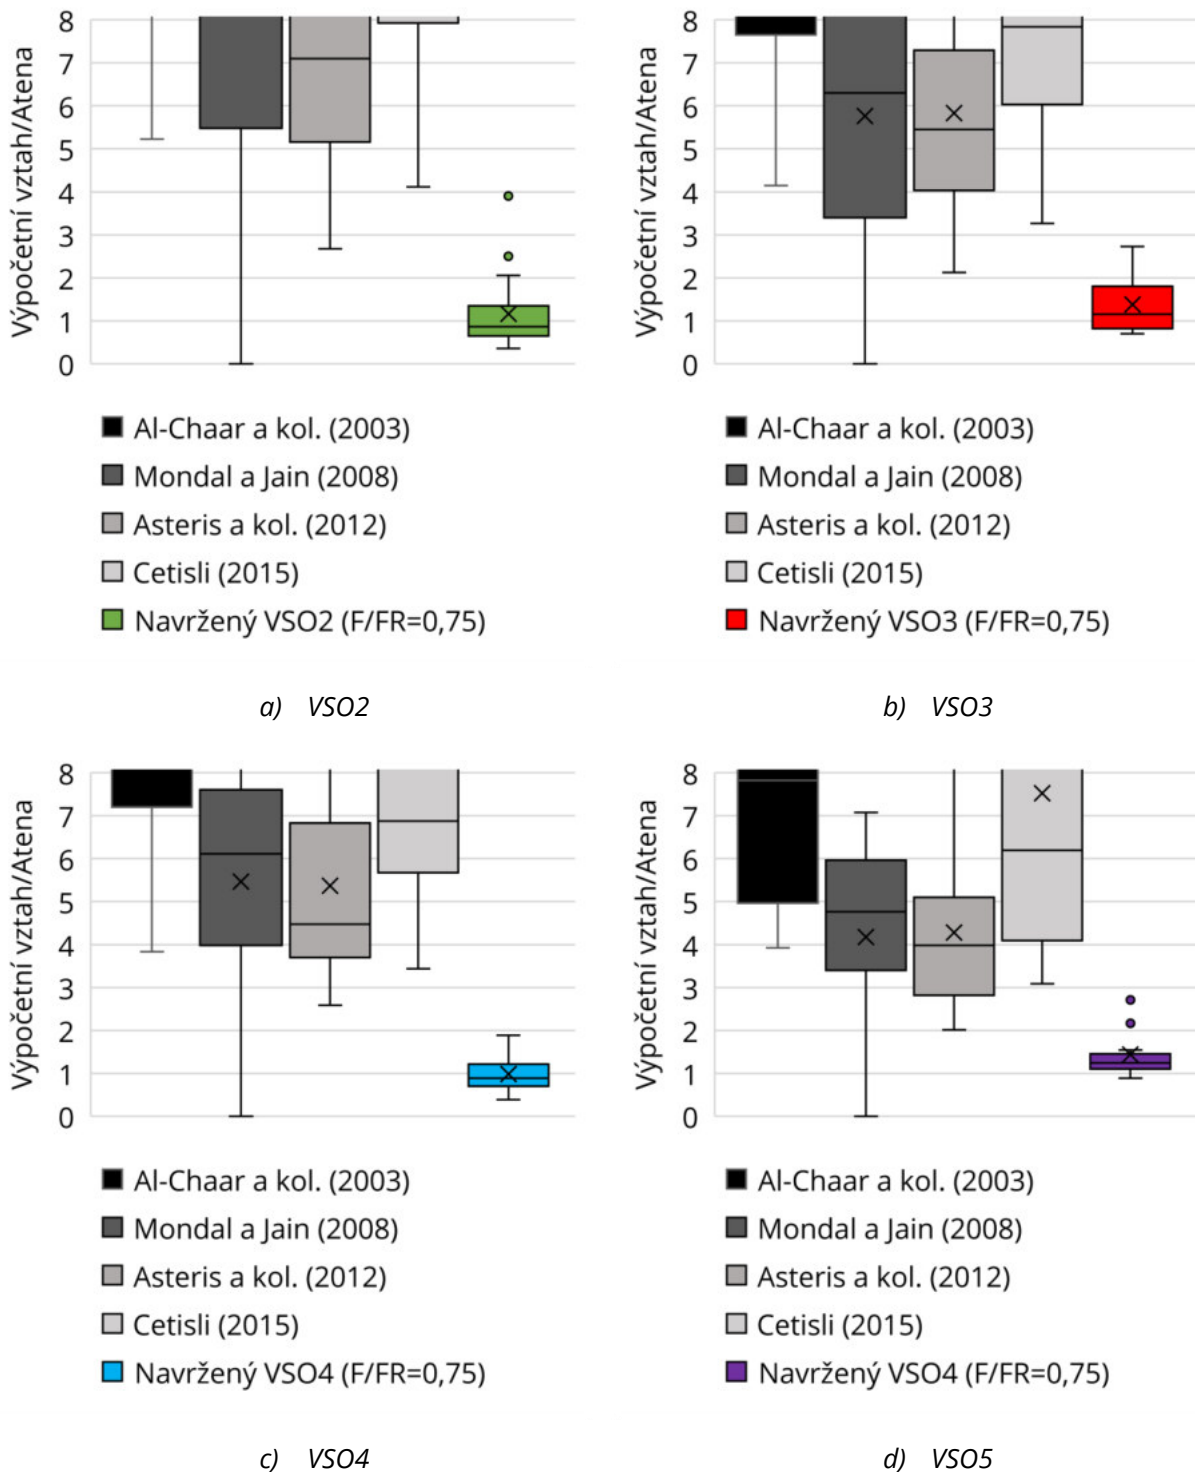 Výpočetní vztah/Atena
8
7
6
5
4
3
2
1
0
Al-Chaar a kol. (2003)
Mondal a Jain (2008)
Asteris a kol. (2012)
Cetisli (2015)
Navržený VSO2 (F/FR=0,75)
a) VSO2
Výpočetní vztah/Atena
8
7
6
5
4
3
2
1
0
Al-Chaar a kol. (2003)
Mondal a Jain (2008)
Asteris a kol. (2012)
Cetisli (2015)
Navržený VSO3 (F/FR=0,75)
b) VSO3
Výpočetní vztah/Atena
8
7
6
5
4
3
2
1
0
Al-Chaar a kol. (2003)
Mondal a Jain (2008)
Asteris a kol. (2012)
Cetisli (2015)
Navržený VSO4 (F/FR=0,75)
c) VSO4
Výpočetní vztah/Atena
8
7
6
5
4
3
2
1
0
Al-Chaar a kol. (2003)
Mondal a Jain (2008)
Asteris a kol. (2012)
Cetisli (2015)
Navržený VSO4 (F/FR=0,75)
d) VSO5